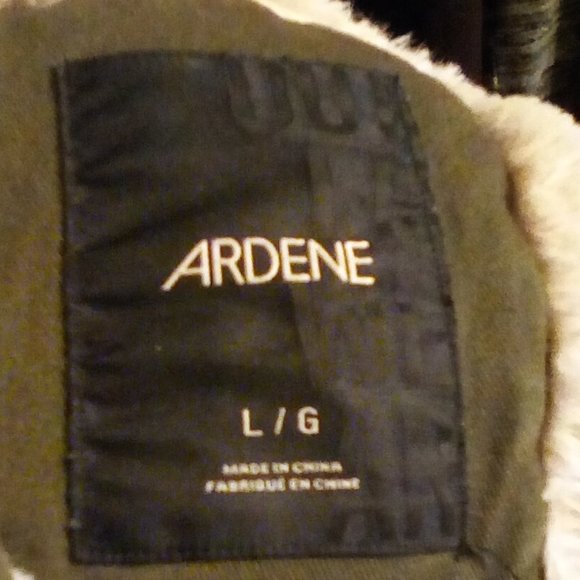 ARDENE
L / G
MADE IN CHINA
FABRIQUÉ EN CHINE